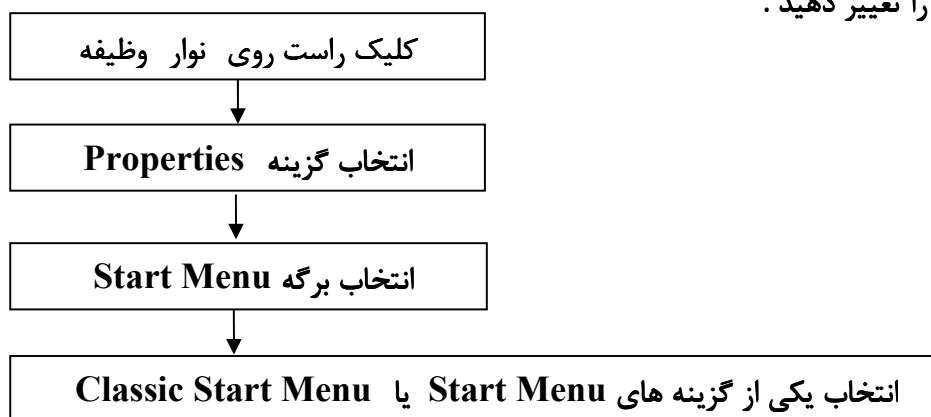 را تغییر دهید .
کلیک راست روی نوار وظیفه
انتخاب گزینه Properties
انتخاب برگه Start Menu
انتخاب یکی از گزینه های Start Menu یا Classic Start Menu